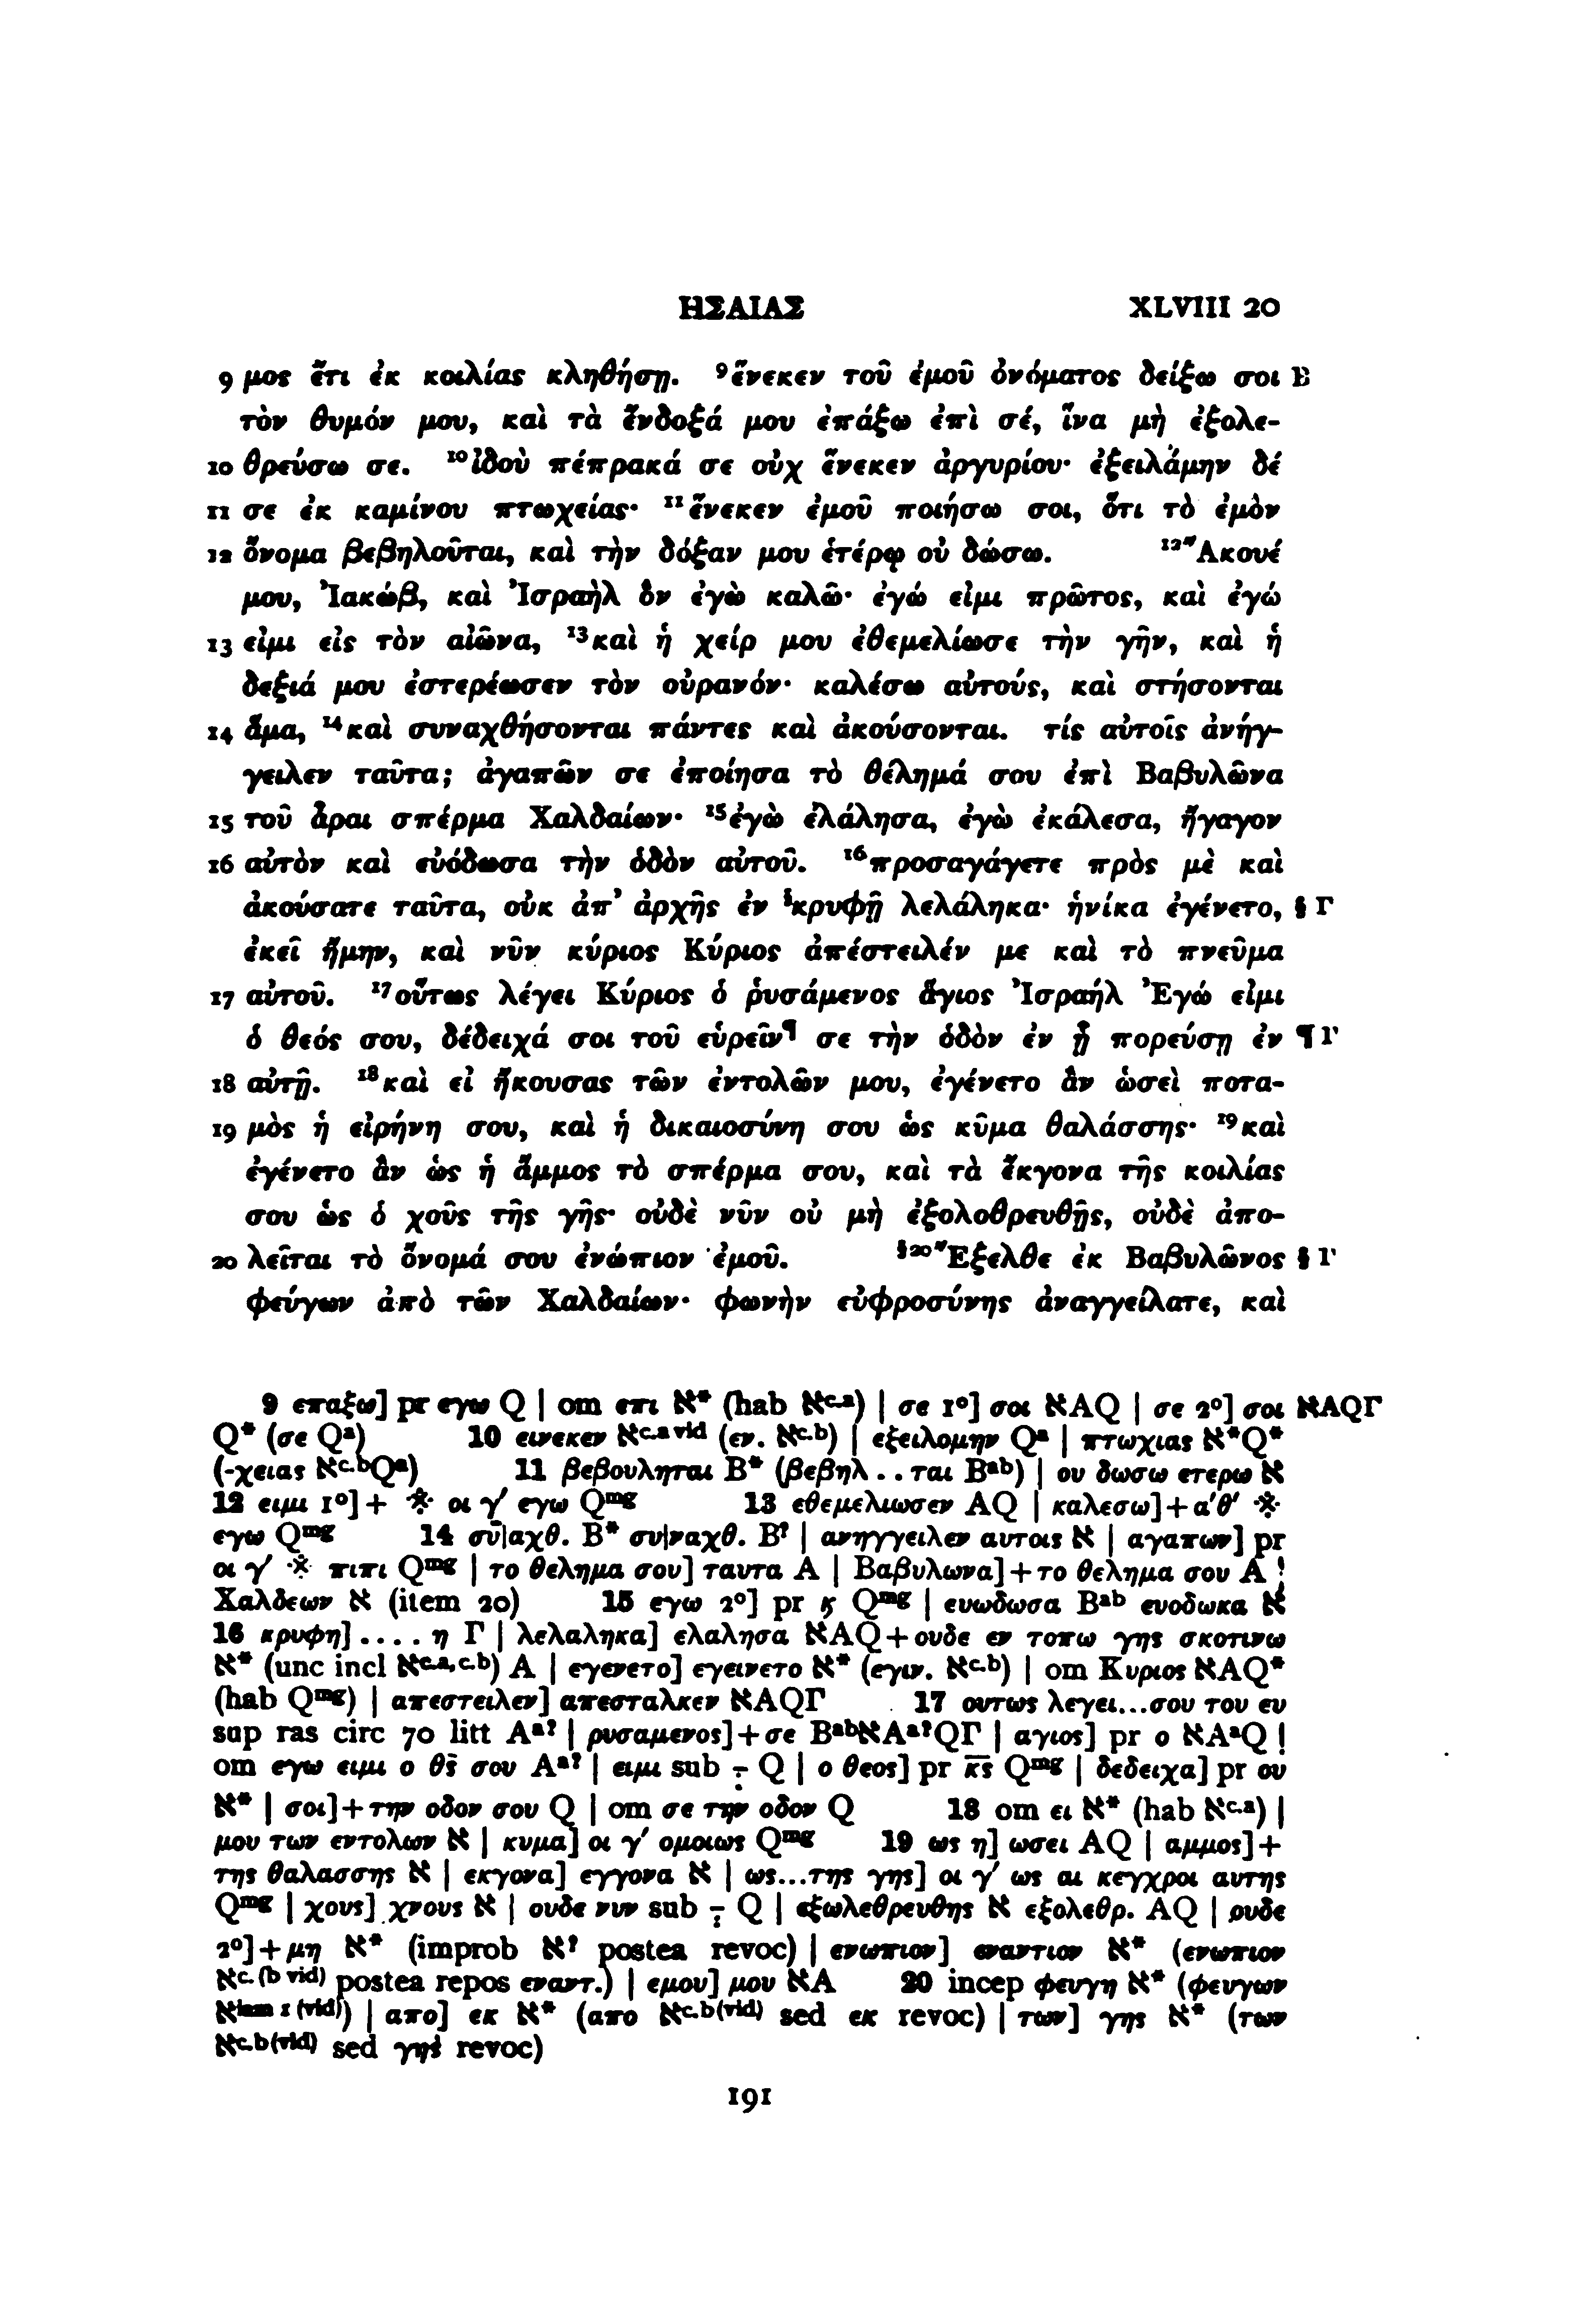 ΗΣΑΙΑΣ XLVIII 20
9 μος ἔτι ἐκ κοιλίας κληθήσῃ. ⁹ἕνεκεν τοῦ ἐμοῦ ὀνόματος δείξω σοι B
τὸν θυμόν μου, καὶ τὰ ἔνδοξά μου ἐπάξω ἐπὶ σέ, ἵνα μὴ ἐξολε-
10 θρεύσω σε. ¹⁰ἰδοὺ πέπρακά σε οὐχ ἕνεκεν ἀργυρίου· ἐξειλάμην δέ
11 σε ἐκ καμίνου πτωχείας· ¹¹ἕνεκεν ἐμοῦ ποιήσω σοι, ὅτι τὸ ἐμὸν
12 ὄνομα βεβηλοῦται, καὶ τὴν δόξαν μου ἑτέρῳ οὐ δώσω. ¹²Ἄκουέ
μου, Ἰακώβ, καὶ Ἰσραὴλ ὃν ἐγὼ καλῶ· ἐγώ εἰμι πρῶτος, καὶ ἐγώ
13 εἰμι εἰς τὸν αἰῶνα, ¹³καὶ ἡ χείρ μου ἐθεμελίωσε τὴν γῆν, καὶ ἡ
δεξιά μου ἐστερέωσεν τὸν οὐρανόν· καλέσω αὐτούς, καὶ στήσονται
14 ἅμα, ¹⁴καὶ συναχθήσονται πάντες καὶ ἀκούσονται. τίς αὐτοῖς ἀνήγ-
γειλεν ταῦτα; ἀγαπῶν σε ἐποίησα τὸ θέλημά σου ἐπὶ Βαβυλῶνα
15 τοῦ ἆραι σπέρμα Χαλδαίων· ¹⁵ἐγὼ ἐλάλησα, ἐγὼ ἐκάλεσα, ἤγαγον
16 αὐτὸν καὶ εὐόδωσα τὴν ὁδὸν αὐτοῦ. ¹⁶προσαγάγετε πρὸς μὲ καὶ
ἀκούσατε ταῦτα, οὐκ ἀπ’ ἀρχῆς ἐν §κρυφῇ λελάληκα· ἡνίκα ἐγένετο, § Γ
ἐκεῖ ἤμην, καὶ νῦν κύριος Κύριος ἀπέστειλέν με καὶ τὸ πνεῦμα
17 αὐτοῦ. ¹⁷οὕτως λέγει Κύριος ὁ ῥυσάμενος ἅγιος Ἰσραήλ Ἐγώ εἰμι
ὁ θεός σου, δέδειχά σοι τοῦ εὑρεῖν¶ σε τὴν ὁδὸν ἐν ᾗ πορεύσῃ ἐν ¶ Γ
18 αὐτῇ. ¹⁸καὶ εἰ ἤκουσας τῶν ἐντολῶν μου, ἐγένετο ἂν ὡσεὶ ποτα-
19 μὸς ἡ εἰρήνη σου, καὶ ἡ δικαιοσύνη σου ὡς κῦμα θαλάσσης· ¹⁹καὶ
ἐγένετο ἂν ὡς ἡ ἄμμος τὸ σπέρμα σου, καὶ τὰ ἔκγονα τῆς κοιλίας
σου ὡς ὁ χοῦς τῆς γῆς· οὐδὲ νῦν οὐ μὴ ἐξολοθρευθῇς, οὐδὲ ἀπο-
20 λεῖται τὸ ὄνομά σου ἐνώπιον ἐμοῦ. §²⁰Ἔξελθε ἐκ Βαβυλῶνος § Γ
φεύγων ἀπὸ τῶν Χαλδαίων· φωνὴν εὐφροσύνης ἀναγγείλατε, καὶ
9 επαξω] pr εγω Q | om επι ℵ* (hab ℵc.a) | σε 1°] σοι ℵAQ | σε 2°] σοι ℵAQΓ
Q* (σε Qa) 10 εινεκεν ℵc.a vid (εν. ℵc.b) | εξειλομην Qa | πτωχιας ℵ*Q*
(-χειας ℵc.bQa) 11 βεβουληται B* (βεβηλ..ται Bab) | ου δωσω ετερω ℵ
12 ειμι 1°] + ※ οι γ′ εγω Qmg 13 εθεμελιωσεν AQ | καλεσω] + α′θ′ ※
εγω Qmg 14 σῡ|αχθ. B* συ|ναχθ. B? | ανηγγειλεν αυτοις ℵ | αγαπων] pr
οι γ′ ※ πιπι Qmg | το θελημα σου] ταυτα A | Βαβυλωνα] + το θελημα σου A |
Χαλδεων ℵ (item 20) 15 εγω 2°] pr ϗ Qmg | ευωδωσα Bab ευοδωκα ℵ
16 κρυφη] .... η Γ | λελαληκα] ελαλησα ℵAQ + ουδε εν τοπω γης σκοτινω
ℵ* (unc incl ℵc.a, c.b) A | εγενετο] εγεινετο ℵ* (εγιν. ℵc.b) | om Κυριος ℵAQ*
(hab Qmg) | απεστειλεν] απεσταλκεν ℵAQΓ 17 ουτως λεγει...σου του ευ
sup ras circ 70 litt Aa? | ρυσαμενος] + σε BabℵAa?QΓ | αγιος] pr ο ℵAaQ |
om εγω ειμι ο θς̄ σου Aa? | ειμι sub ÷ Q | ο θεος] pr κ̄ς̄ Qmg | δεδειχα] pr ου
ℵ* | σοι] + την οδον σου Q | om σε την οδον Q 18 om ει ℵ* (hab ℵc.a) |
μου των εντολων ℵ | κυμα] οι γ′ ομοιως Qmg 19 ως η] ωσει AQ | αμμος] +
της θαλασσης ℵ | εκγονα] εγγονα ℵ | ως...της γης] οι γ′ ως αι κεγχροι αυτης
Qmg | χους] χνους ℵ | ουδε νυν sub ÷ Q | εξωλεθρευθης ℵ εξολεθρ. AQ | ουδε
2°] + μη ℵ* (improb ℵ? postea revoc) | ενωπιον] εναντιον ℵ* (ενωπιον
ℵc.(b vid) postea repos εναντ.) | εμου] μου ℵA 20 incep φευγη ℵ* (φευγων
ℵiam 1 (vid)) | απο] εκ ℵ* (απο ℵc.b(vid) sed εκ revoc) | των] γης ℵ* (των
ℵc.b(vid) sed γης revoc)
191